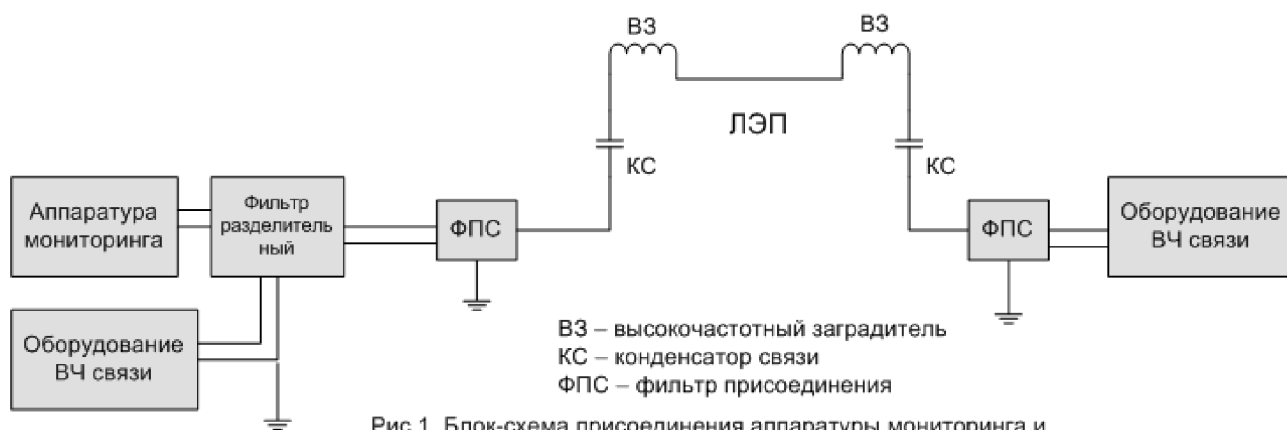 ВЗ
ВЗ
ЛЭП
КС
КС
Аппаратура
мониторинга
Фильтр
разделитель
ный
ФПС
ФПС
Оборудование
ВЧ связи
Оборудование
ВЧ связи
ВЗ – высокочастотный заградитель
КС – конденсатор связи
ФПС – фильтр присоединения
Рис 1. Блок-схема присоединения аппаратуры мониторинга и